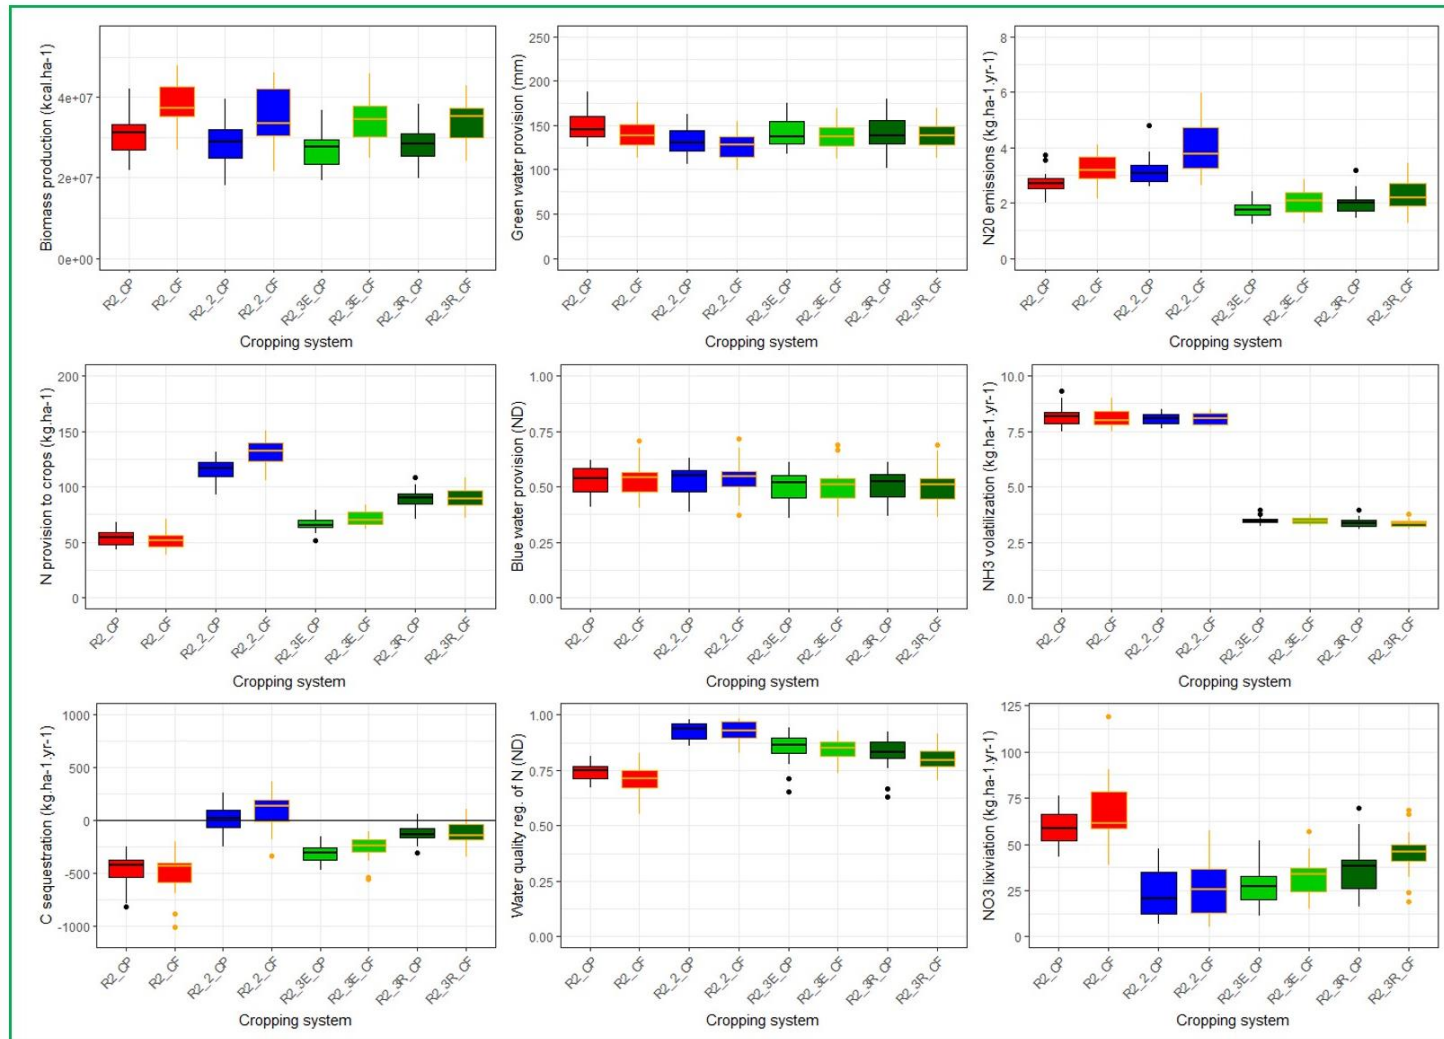 Biomass production (kcal.ha-1)
4e+07
2e+07
0e+00
R2_CP
R2_CF
R2_2_CP
R2_2_CF
R2_3E_CP
R2_3E_CF
R2_3R_CP
R2_3R_CF
Cropping system
Green water provision (mm)
250
200
150
100
50
0
R2_CP
R2_CF
R2_2_CP
R2_2_CF
R2_3E_CP
R2_3E_CF
R2_3R_CP
R2_3R_CF
Cropping system
N20 emissions (kg.ha-1.yr-1)
8
6
4
2
0
R2_CP
R2_CF
R2_2_CP
R2_2_CF
R2_3E_CP
R2_3E_CF
R2_3R_CP
R2_3R_CF
Cropping system
N provision to crops (kg.ha-1)
200
150
100
50
0
R2_CP
R2_CF
R2_2_CP
R2_2_CF
R2_3E_CP
R2_3E_CF
R2_3R_CP
R2_3R_CF
Cropping system
Blue water provision (ND)
1.00
0.75
0.50
0.25
0.00
R2_CP
R2_CF
R2_2_CP
R2_2_CF
R2_3E_CP
R2_3E_CF
R2_3R_CP
R2_3R_CF
Cropping system
NH3 volatilization (kg.ha-1.yr-1)
10.0
7.5
5.0
2.5
0.0
R2_CP
R2_CF
R2_2_CP
R2_2_CF
R2_3E_CP
R2_3E_CF
R2_3R_CP
R2_3R_CF
Cropping system
C sequestration (kg.ha-1.yr-1)
1000
500
0
-500
-1000
R2_CP
R2_CF
R2_2_CP
R2_2_CF
R2_3E_CP
R2_3E_CF
R2_3R_CP
R2_3R_CF
Cropping system
Water quality reg. of N (ND)
1.00
0.75
0.50
0.25
0.00
R2_CP
R2_CF
R2_2_CP
R2_2_CF
R2_3E_CP
R2_3E_CF
R2_3R_CP
R2_3R_CF
Cropping system
NO3 lixiviation (kg.ha-1.yr-1)
125
100
75
50
25
0
R2_CP
R2_CF
R2_2_CP
R2_2_CF
R2_3E_CP
R2_3E_CF
R2_3R_CP
R2_3R_CF
Cropping system